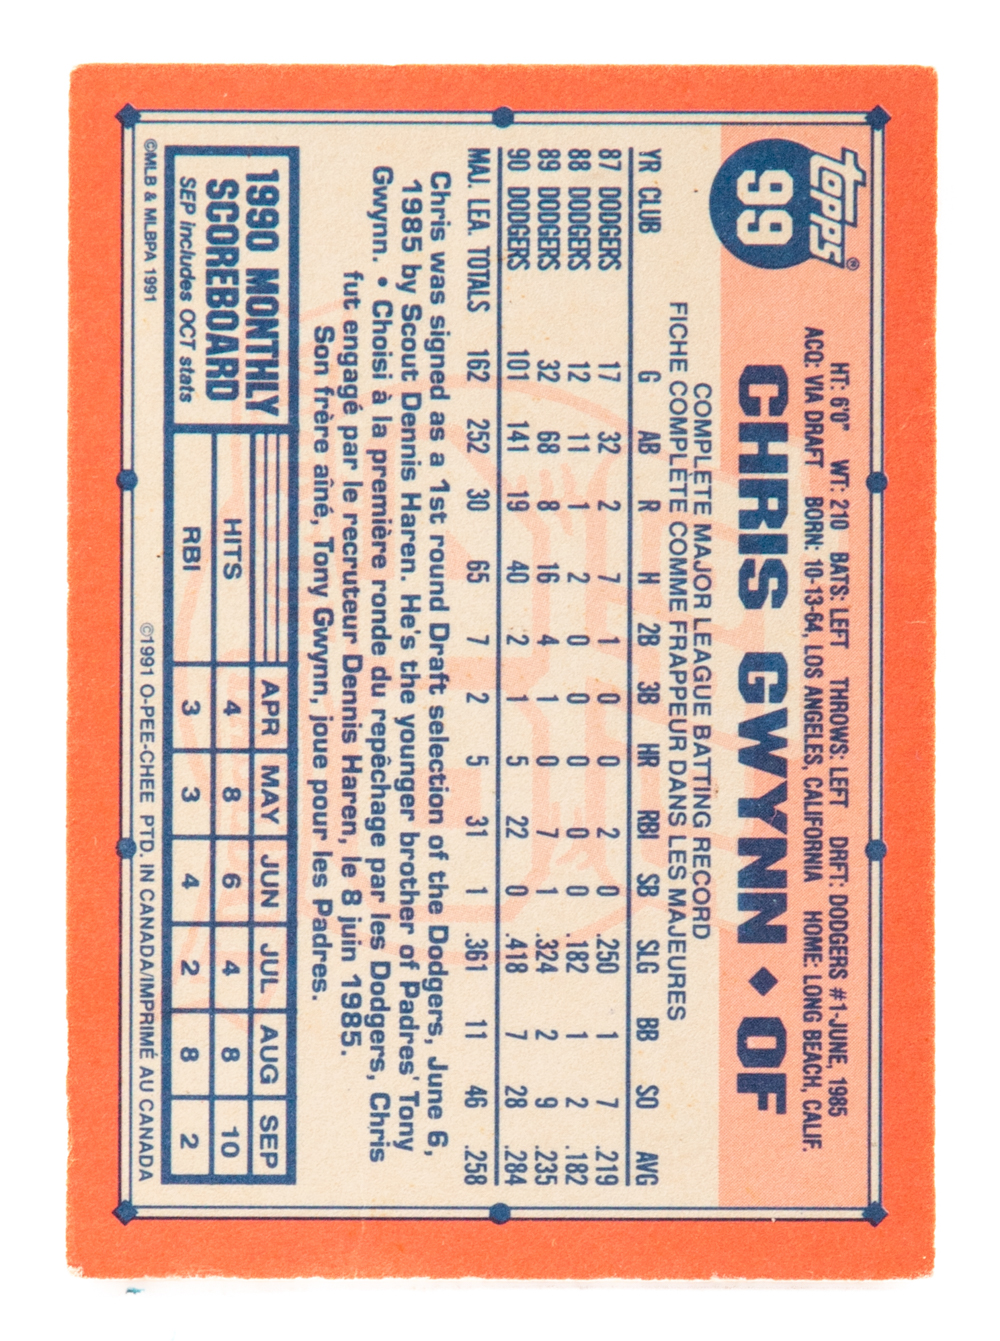 topps®
99
HT: 6'0" WT: 210 BATS: LEFT THROWS: LEFT DRFT: DODGERS #1-JUNE, 1985
ACQ: VIA DRAFT BORN: 10-13-64, LOS ANGELES, CALIFORNIA HOME: LONG BEACH, CALIF.
CHRIS GWYNN ♦ OF
COMPLETE MAJOR LEAGUE BATTING RECORD
FICHE COMPLÈTE COMME FRAPPEUR DANS LES MAJEURES
YR CLUB G AB R H 2B 3B HR RBI SB SLG BB SO AVG
87 DODGERS 17 32 2 7 1 0 0 2 0 .250 1 7 .219
88 DODGERS 12 11 1 2 0 0 0 0 0 .182 1 2 .182
89 DODGERS 32 68 8 16 4 1 0 7 1 .324 2 9 .235
90 DODGERS 101 141 19 40 2 1 5 22 0 .418 7 28 .284
MAJ. LEA. TOTALS 162 252 30 65 7 2 5 31 1 .361 11 46 .258
Chris was signed as a 1st round Draft selection of the Dodgers, June 6,
1985 by Scout Dennis Haren. He's the younger brother of Padres' Tony
Gwynn. • Choisi à la première ronde du repêchage par les Dodgers, Chris
fut engagé par le recruteur Dennis Haren, le 8 juin 1985.
Son frère aîné, Tony Gwynn, joue pour les Padres.
1990 MONTHLY
SCOREBOARD
SEP includes OCT stats
APR MAY JUN JUL AUG SEP
HITS 4 8 6 4 8 10
RBI 3 3 4 2 8 2
©MLB & MLBPA 1991 ©1991 O-PEE-CHEE PTD. IN CANADA/IMPRIMÉ AU CANADA